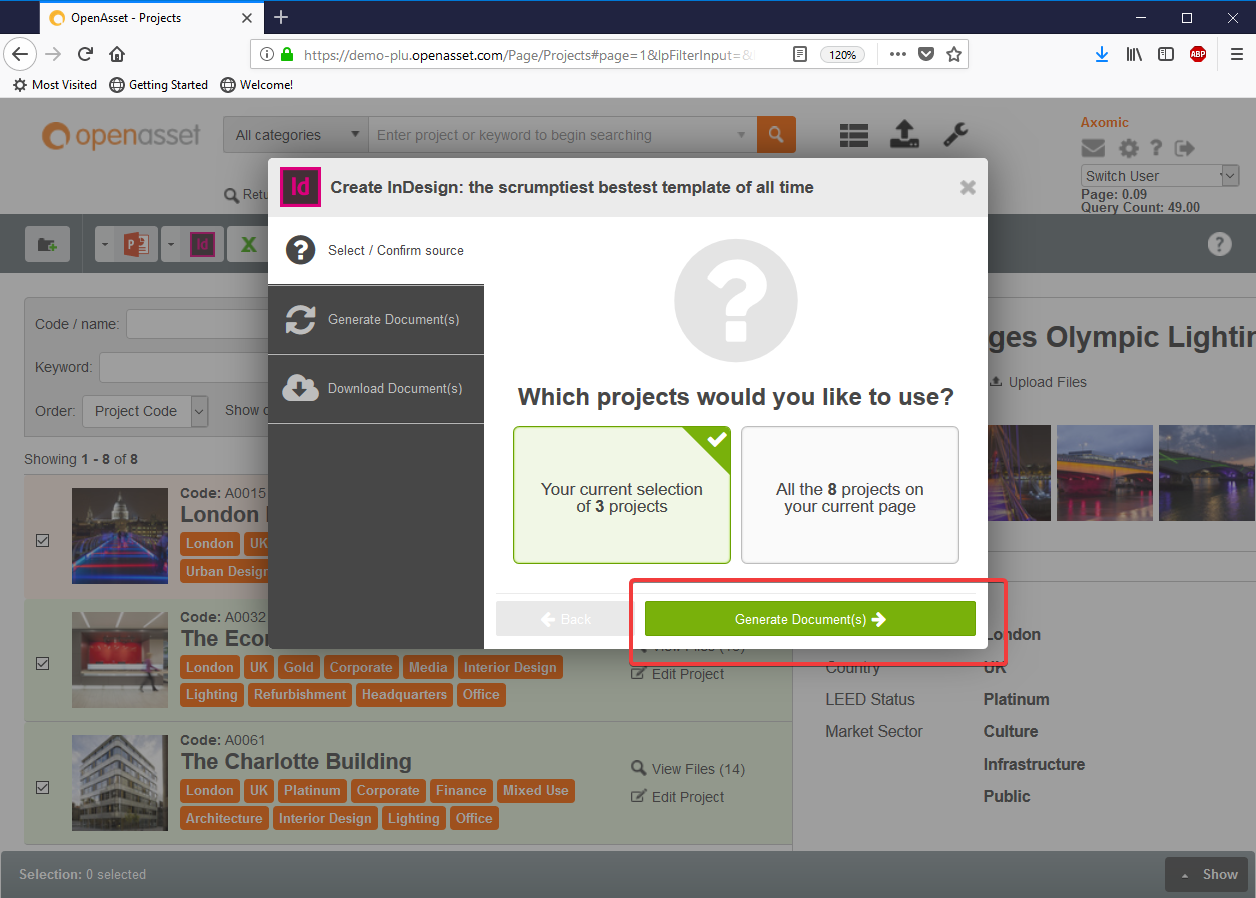 OpenAsset - Projects
https://demo-plu.openasset.com/Page/Projects#page=1&lpFilterInput=&
120%
ABP
Most Visited
Getting Started
Welcome!
openasset
All categories
Enter project or keyword to begin searching
Axomic
Switch User
Page: 0.09
Query Count: 49.00
Id
Create InDesign: the scrumptiest bestest template of all time
P
Id
X
?
Select / Confirm source
Generate Document(s)
Download Document(s)
Which projects would you like to use?
Your current selection
of 3 projects
All the 8 projects on
your current page
Back
Generate Document(s)
Code / name:
Keyword:
Order:
Project Code
Showing 1 - 8 of 8
Code: A0015
London
London
UK
Urban Design
Code: A0032
The
London
UK
Gold
Corporate
Media
Interior Design
Lighting
Refurbishment
Headquarters
Office
Edit Project
Code: A0061
The Charlotte Building
London
UK
Platinum
Corporate
Finance
Mixed Use
Architecture
Interior Design
Lighting
Office
View Files (14)
Edit Project
Olympic
Upload Files
London
Country
UK
LEED Status
Platinum
Market Sector
Culture
Infrastructure
Public
Selection: 0 selected
Show